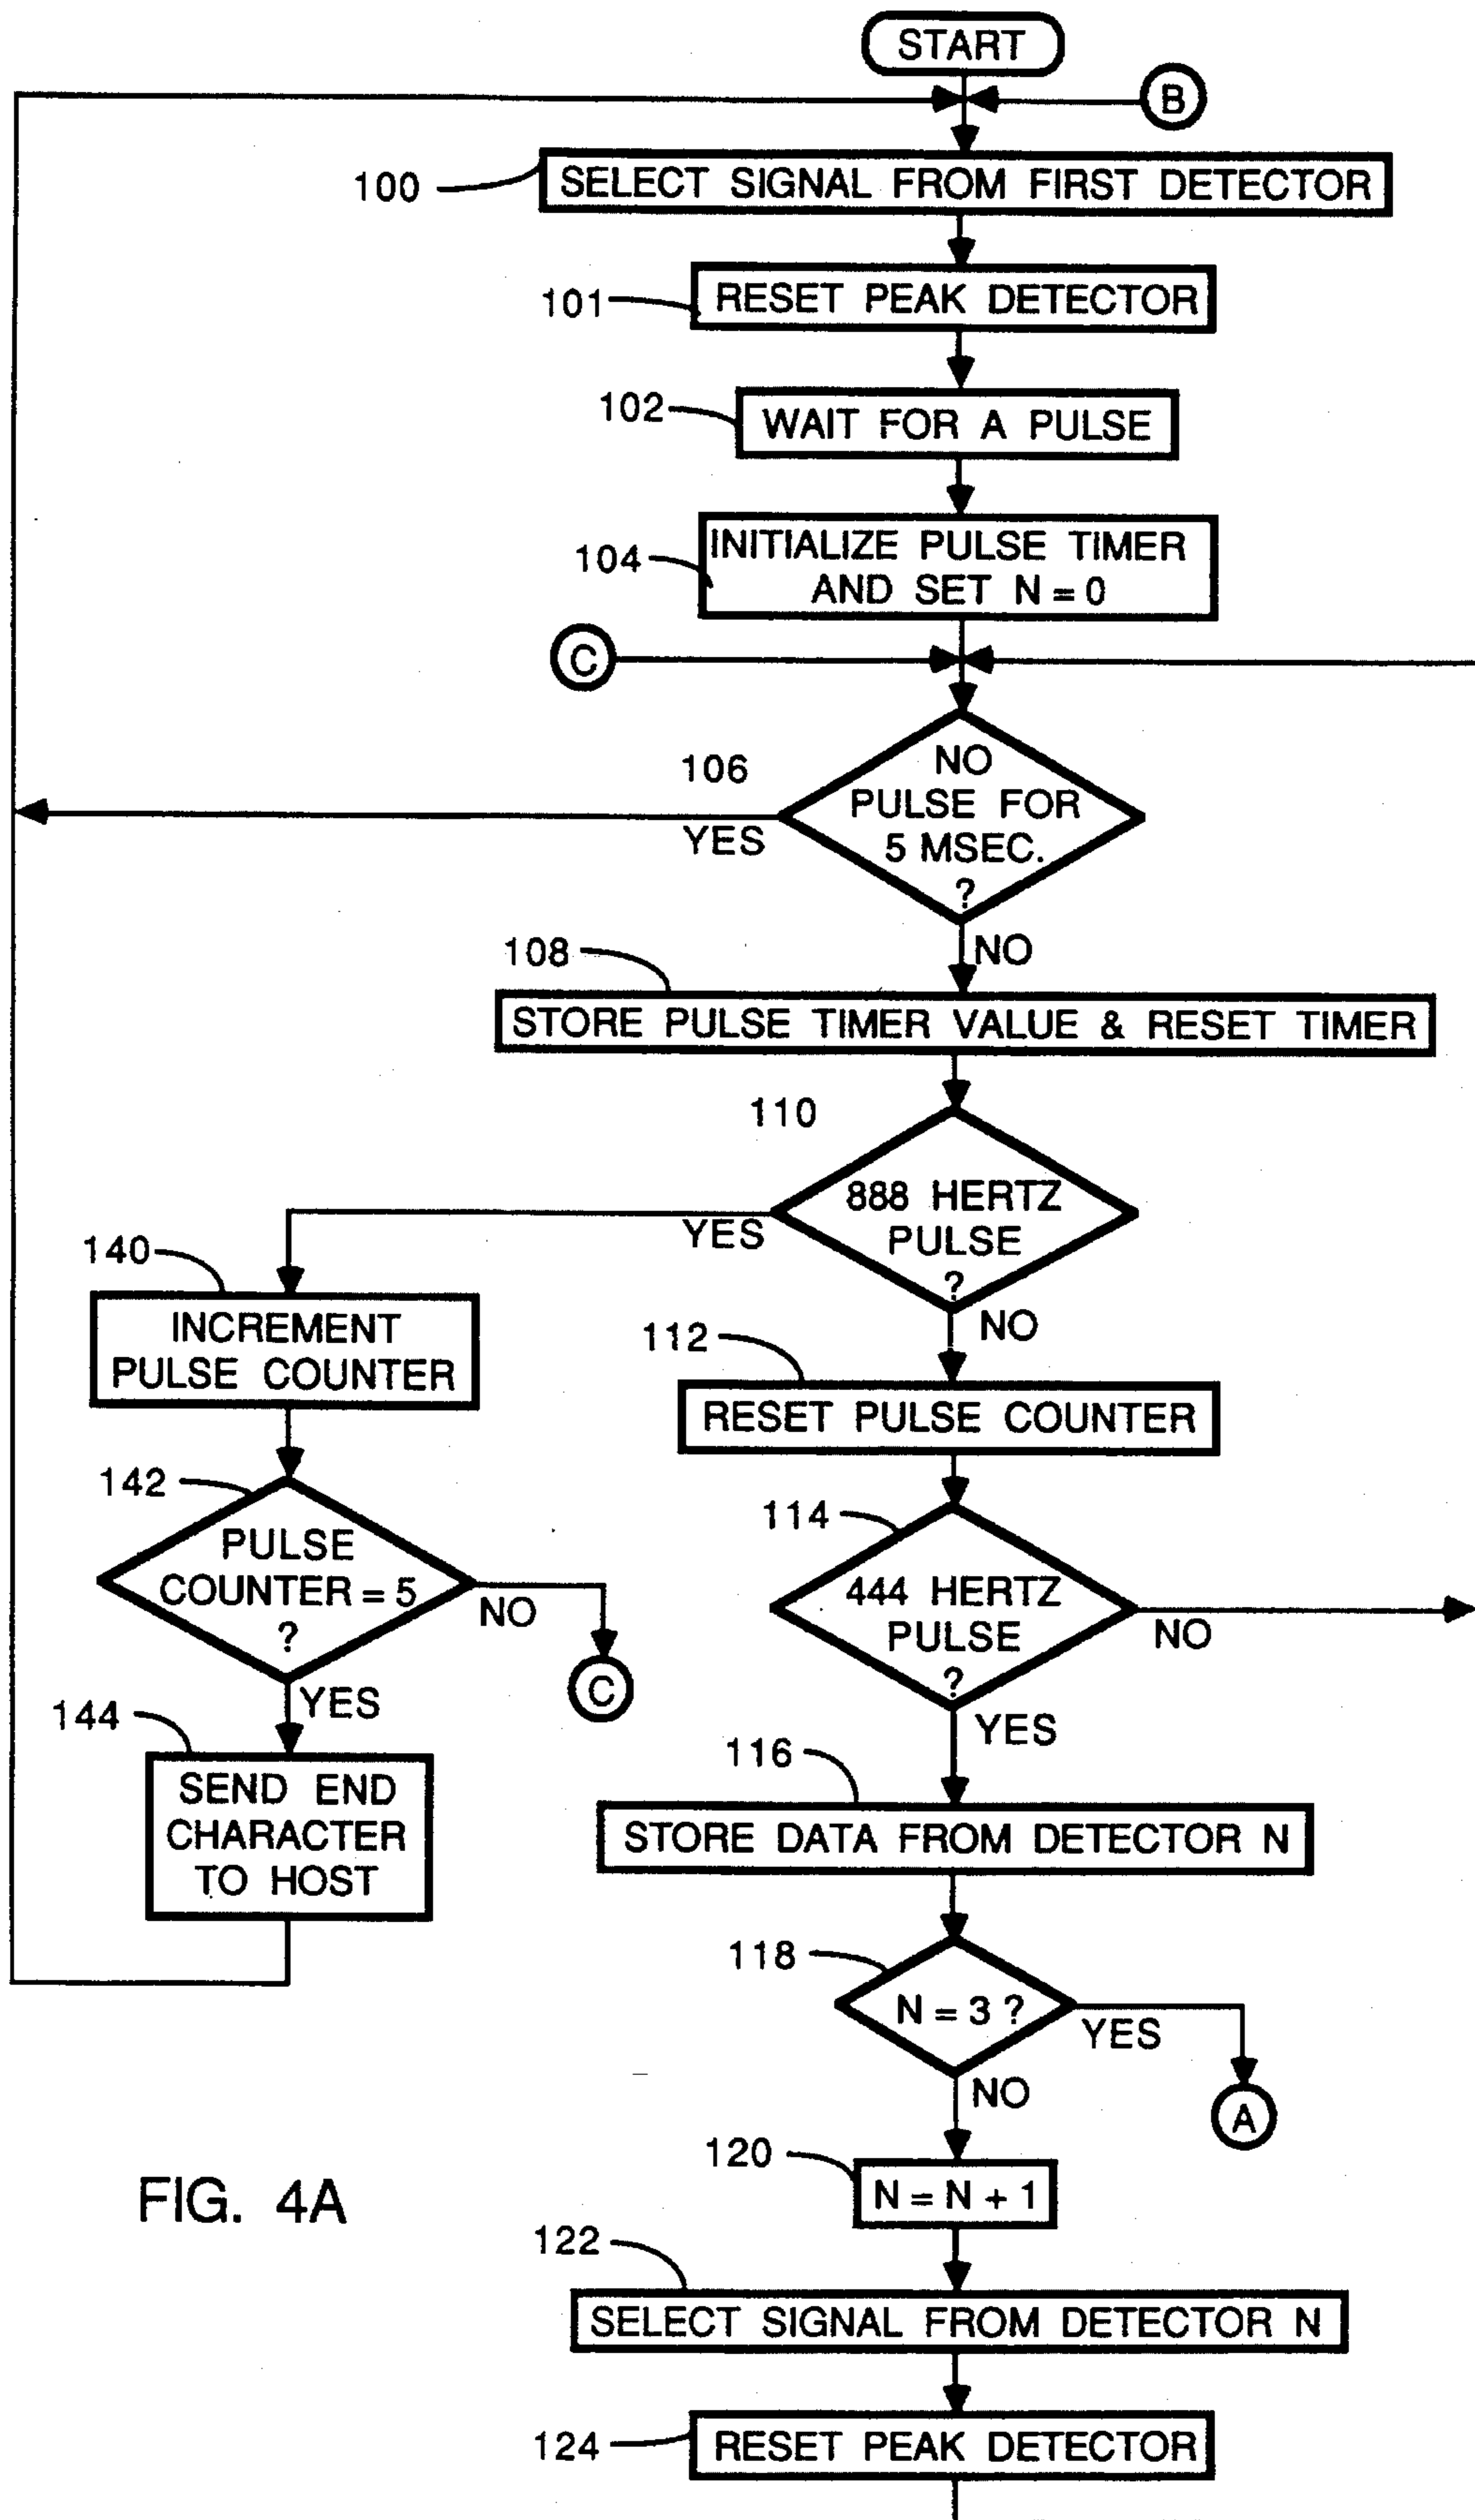 START
B
100
SELECT SIGNAL FROM FIRST DETECTOR
101
RESET PEAK DETECTOR
102
WAIT FOR A PULSE
104
INITIALIZE PULSE TIMER
AND SET N = 0
C
106
NO
PULSE FOR
5 MSEC.
?
YES
NO
108
STORE PULSE TIMER VALUE & RESET TIMER
110
888 HERTZ
PULSE
?
YES
NO
140
INCREMENT
PULSE COUNTER
112
RESET PULSE COUNTER
142
PULSE
COUNTER = 5
?
NO
C
YES
114
444 HERTZ
PULSE
?
NO
YES
144
SEND END
CHARACTER
TO HOST
116
STORE DATA FROM DETECTOR N
118
N = 3 ?
YES
A
NO
120
N = N + 1
FIG. 4A
122
SELECT SIGNAL FROM DETECTOR N
124
RESET PEAK DETECTOR